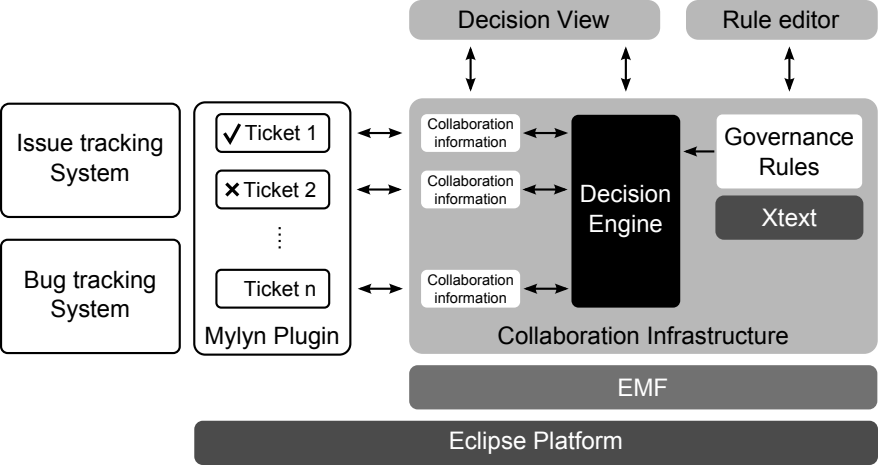 Decision View
Rule editor
Issue tracking
System
Bug tracking
System
Ticket 1
Ticket 2
Ticket n
Mylyn Plugin
Collaboration
information
Collaboration
information
Collaboration
information
Decision
Engine
Governance
Rules
Xtext
Collaboration Infrastructure
EMF
Eclipse Platform